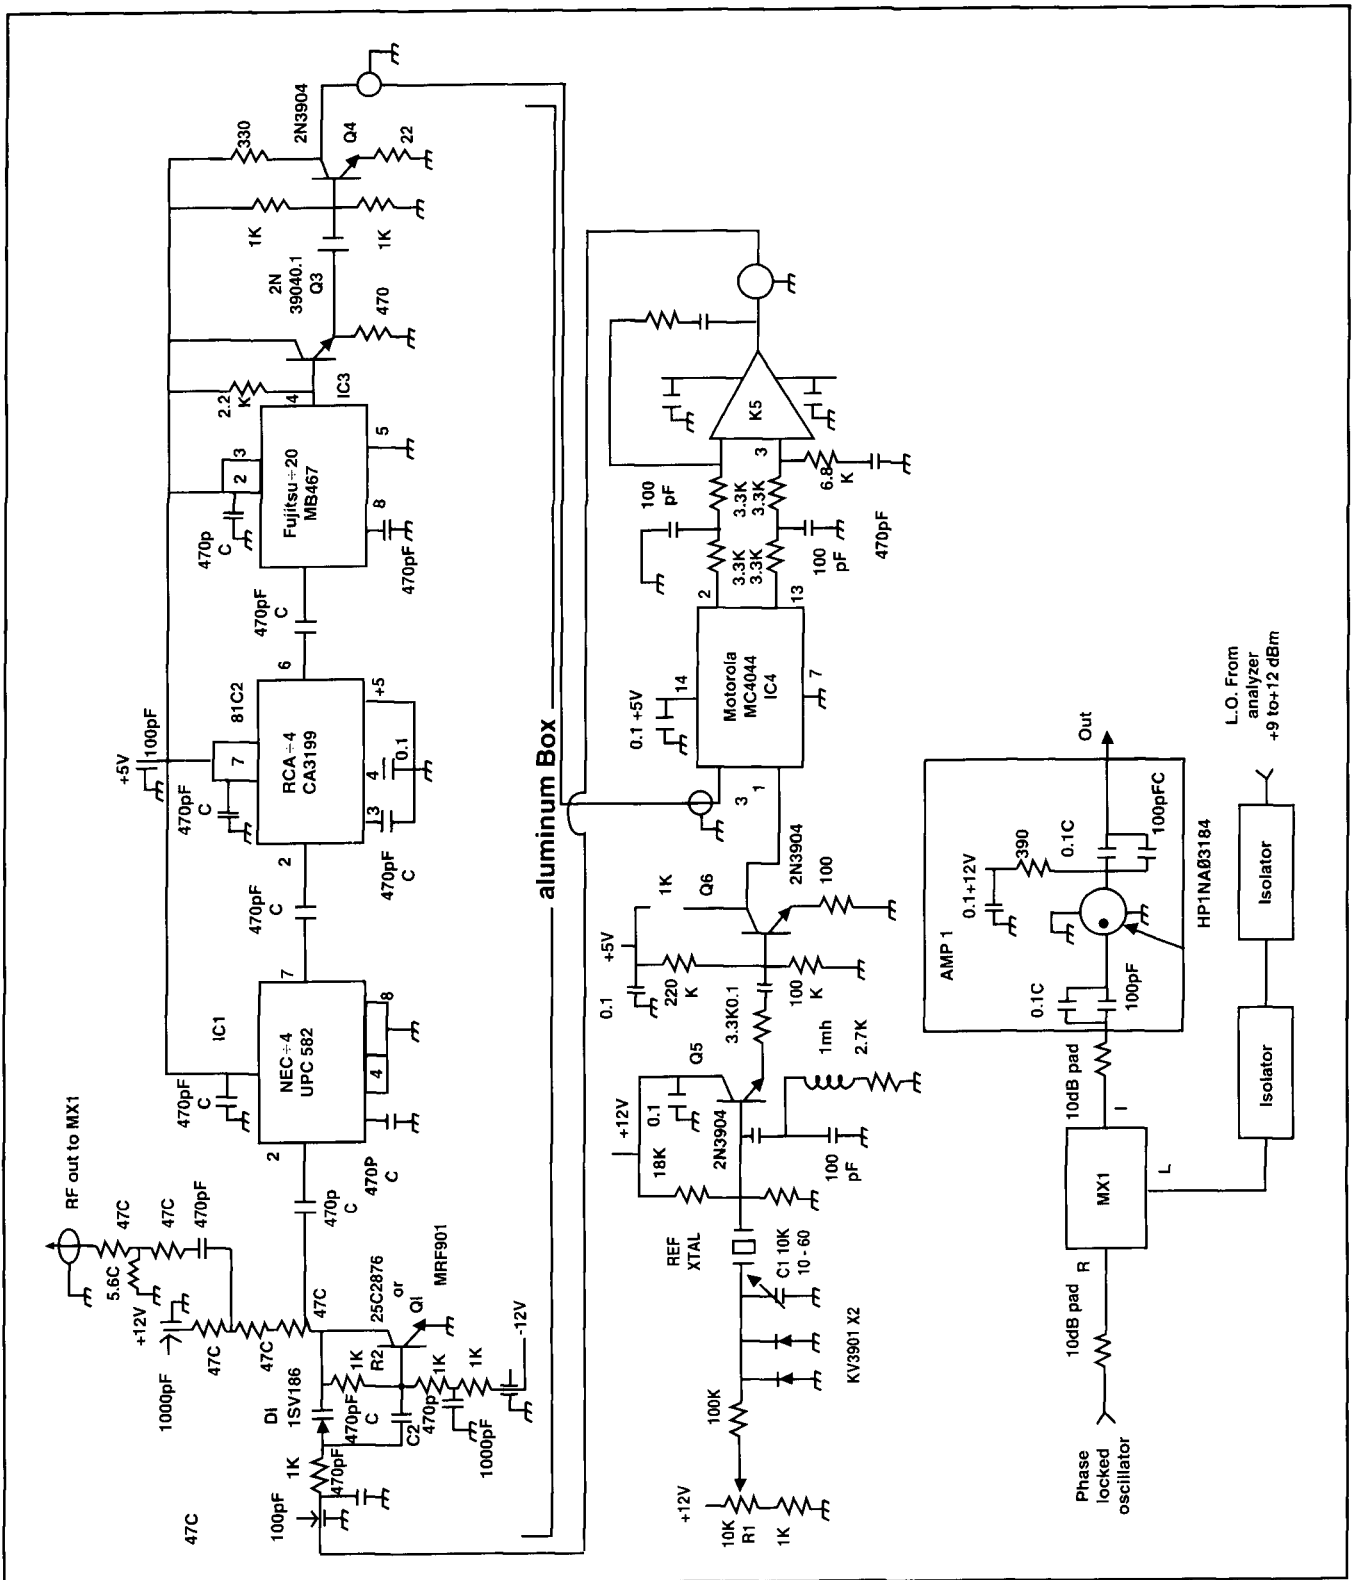 RF out to MX1
47C
47C
470pF
5.6C
+12V
1000pF
47C
47C
47C
DI
1SV186
25C2876
or
QI
MRF901
R2
1K
470pF
C
C2
470p
1K
1K
1000pF
-12V
1K
470pF
100pF
47C
2
470p
C
470pF
C
IC1
NEC÷4
UPC 582
4
8
470P
C
7
470pF
C
2
+5V
100pF
470pF
C
7
81C2
RCA÷4
CA3199
3
4
0.1
+5
470pF
C
6
470pF
C
470p
C
2
3
Fujitsu÷20
MB467
8
5
470pF
4
IC3
2.2
K
2N
39040.1
Q3
470
1K
1K
330
2N3904
Q4
22
aluminum Box
+12V
10K
R1
1K
100K
KV3901 X2
REF
XTAL
C1 10K
10 - 60
+12V
18K
0.1
2N3904
Q5
100
pF
1mh
2.7K
3.3K0.1
0.1
+5V
220
K
100
K
1K
Q6
2N3904
100
3
1
0.1 +5V
14
Motorola
MC4044
IC4
7
2
13
100
pF
3.3K
3.3K
3.3K
3.3K
100
pF
470pF
3
6.8
K
K5
Phase
locked
oscillator
10dB pad
R
MX1
L
I
10dB pad
AMP 1
0.1C
100pF
0.1+12V
390
0.1C
100pFC
HP1NAØ3184
Out
Isolator
Isolator
L.O. From
analyzer
+9 to+12 dBm